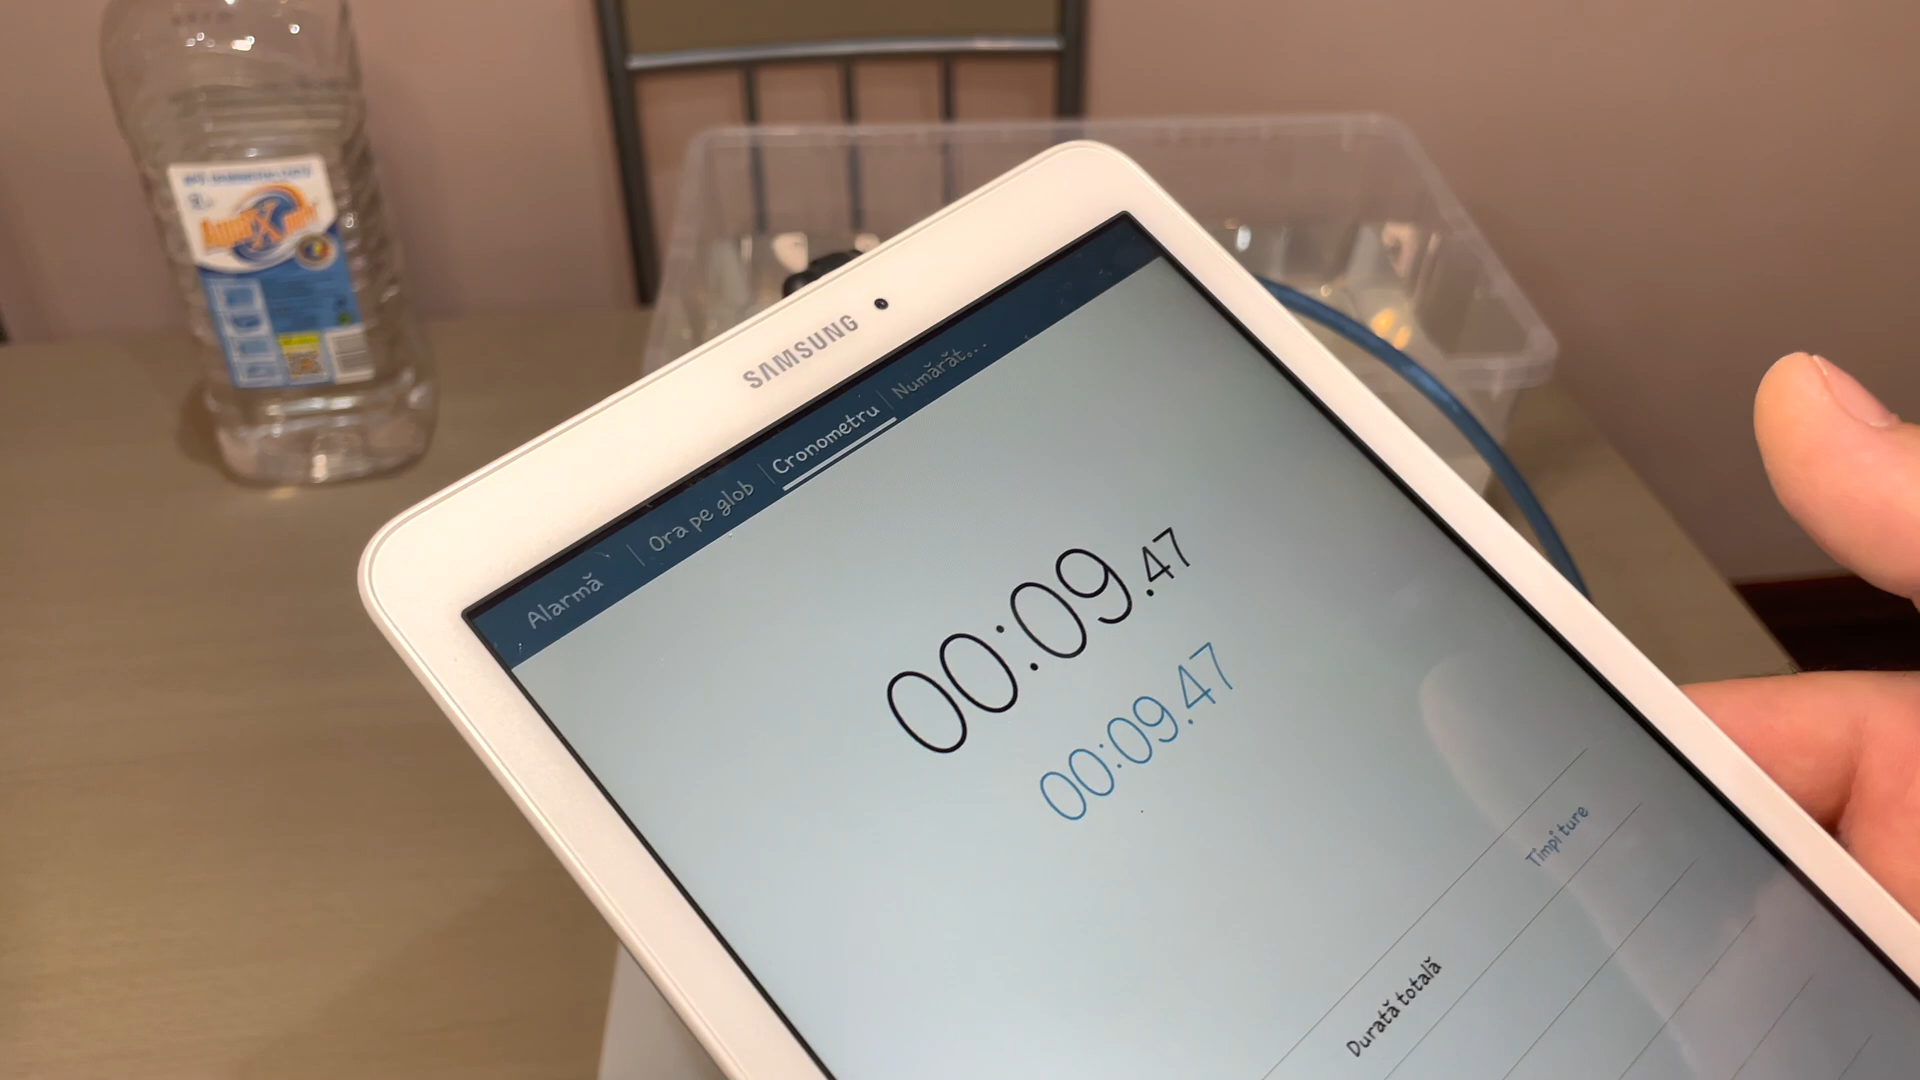 SAMSUNG
Alarmă | Ora pe glob | Cronometru | Numărăt...
00:09.47
00:09.47
Timpi ture
Durată totală